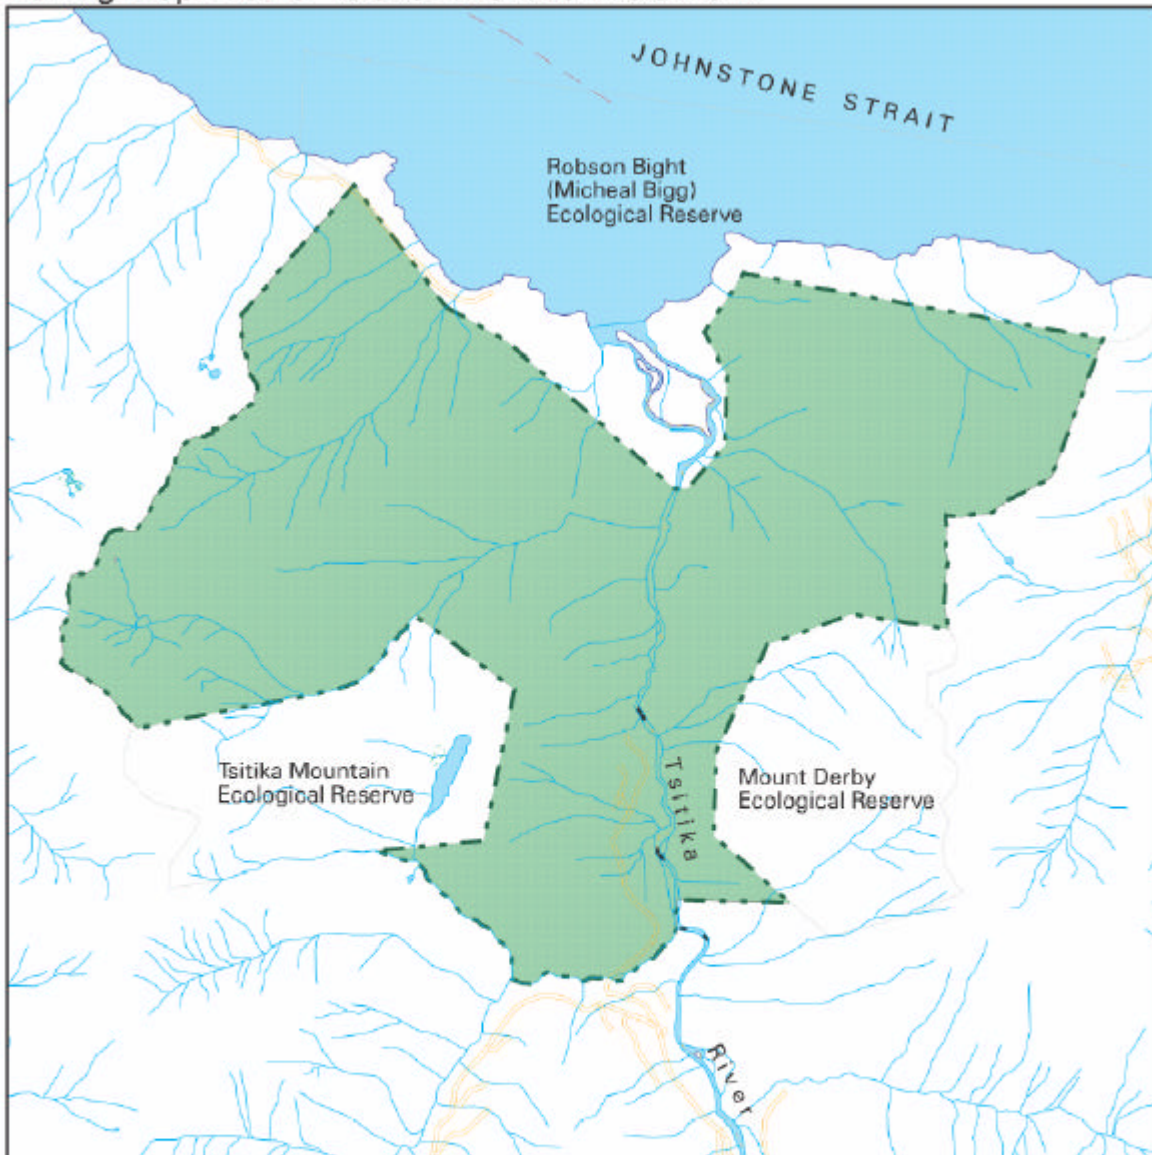 JOHNSTONE STRAIT
Robson Bight
(Micheal Bigg)
Ecological Reserve
Tsitika Mountain
Ecological Reserve
Mount Derby
Ecological Reserve
Tsitika
River